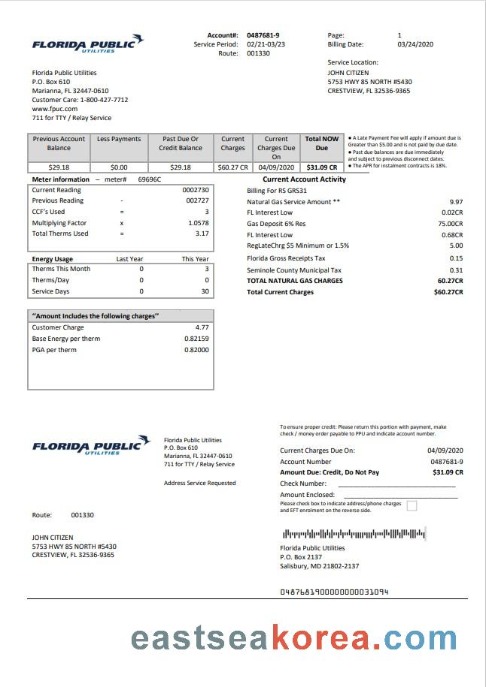 FLORIDA PUBLIC
UTILITIES
Account#: 0487681-9
Service Period: 02/21-03/23
Route: 001330
Page: 1
Billing Date: 03/24/2020
Service Location:
JOHN CITIZEN
5753 HWY 85 NORTH #5430
CRESTVIEW, FL 32536-9365
Florida Public Utilities
P.O. Box 610
Marianna, FL 32447-0610
Customer Care: 1-800-427-7712
www.fpuc.com
711 for TTY / Relay Service
Previous Account Balance Less Payments Past Due Or Credit Balance Current Charges Current Charges Due On Total NOW Due
$29.18 $0.00 $29.18 $60.27 CR 04/09/2020 $31.09 CR
• A Late Payment Fee will apply if amount due is
Greater than $5.00 and is not paid by due date.
• Past due balances are due immediately
and subject to previous disconnect dates.
• The APR for instalment contracts is 18%.
Meter information – meter# 69696C
Current Reading 0002730
Previous Reading - 002727
CCF's Used = 3
Multiplying Factor x 1.0578
Total Therms Used = 3.17
Energy Usage Last Year This Year
Therms This Month 0 3
Therms/Day 0 0
Service Days 0 30
"Amount Includes the following charges"
Customer Charge 4.77
Base Energy per therm 0.82159
PGA per therm 0.82000
Current Account Activity
Billing For RS GRS31
Natural Gas Service Amount ** 9.97
FL Interest Low 0.02CR
Gas Deposit 6% Res 75.00CR
FL Interest Low 0.68CR
RegLateChrg $5 Minimum or 1.5% 5.00
Florida Gross Receipts Tax 0.15
Seminole County Municipal Tax 0.31
TOTAL NATURAL GAS CHARGES 60.27CR
Total Current Charges $60.27CR
FLORIDA PUBLIC
UTILITIES
Florida Public Utilities
P.O. Box 610
Marianna, FL 32447-0610
711 for TTY / Relay Service
Address Service Requested
To ensure proper credit: Please return this portion with payment, make
check / money order payable to FPU and indicate account number.
Current Charges Due On: 04/09/2020
Account Number 0487681-9
Amount Due: Credit, Do Not Pay $31.09 CR
Check Number:
Amount Enclosed:
Please check box to indicate address/phone charges
and EFT enrolment on the reverse side.
Route: 001330
JOHN CITIZEN
5753 HWY 85 NORTH #5430
CRESTVIEW, FL 32536-9365
Florida Public Utilities
P.O. Box 2137
Salisbury, MD 21802-2137
0487681900000000031094
eastseakorea.com